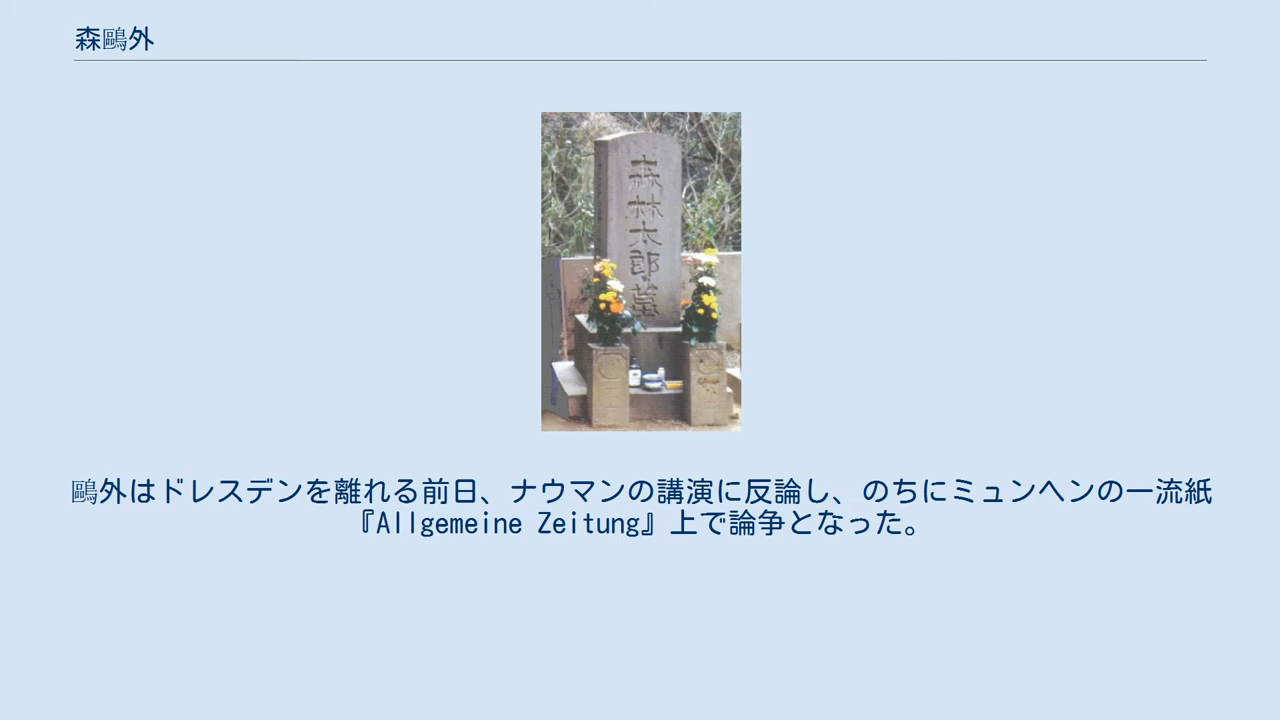 森鷗外
森林太郎墓
鷗外はドレスデンを離れる前日、ナウマンの講演に反論し、のちにミュンヘンの一流紙
『Allgemeine Zeitung』上で論争となった。